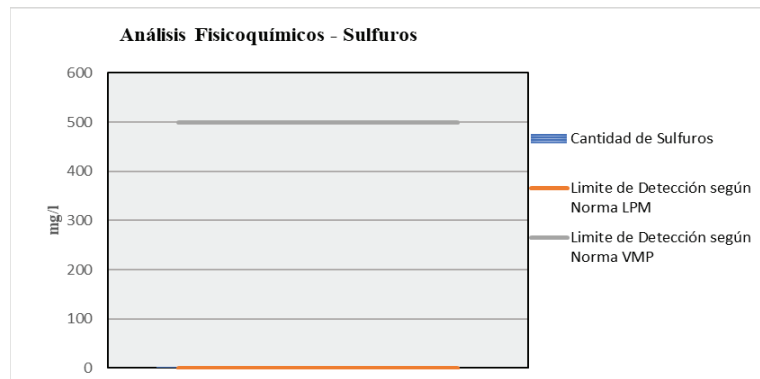 Análisis Fisicoquímicos - Sulfuros
600
500
400
300
200
100
0
mg/l
Cantidad de Sulfuros
Limite de Detección según
Norma LPM
Limite de Detección según
Norma VMP